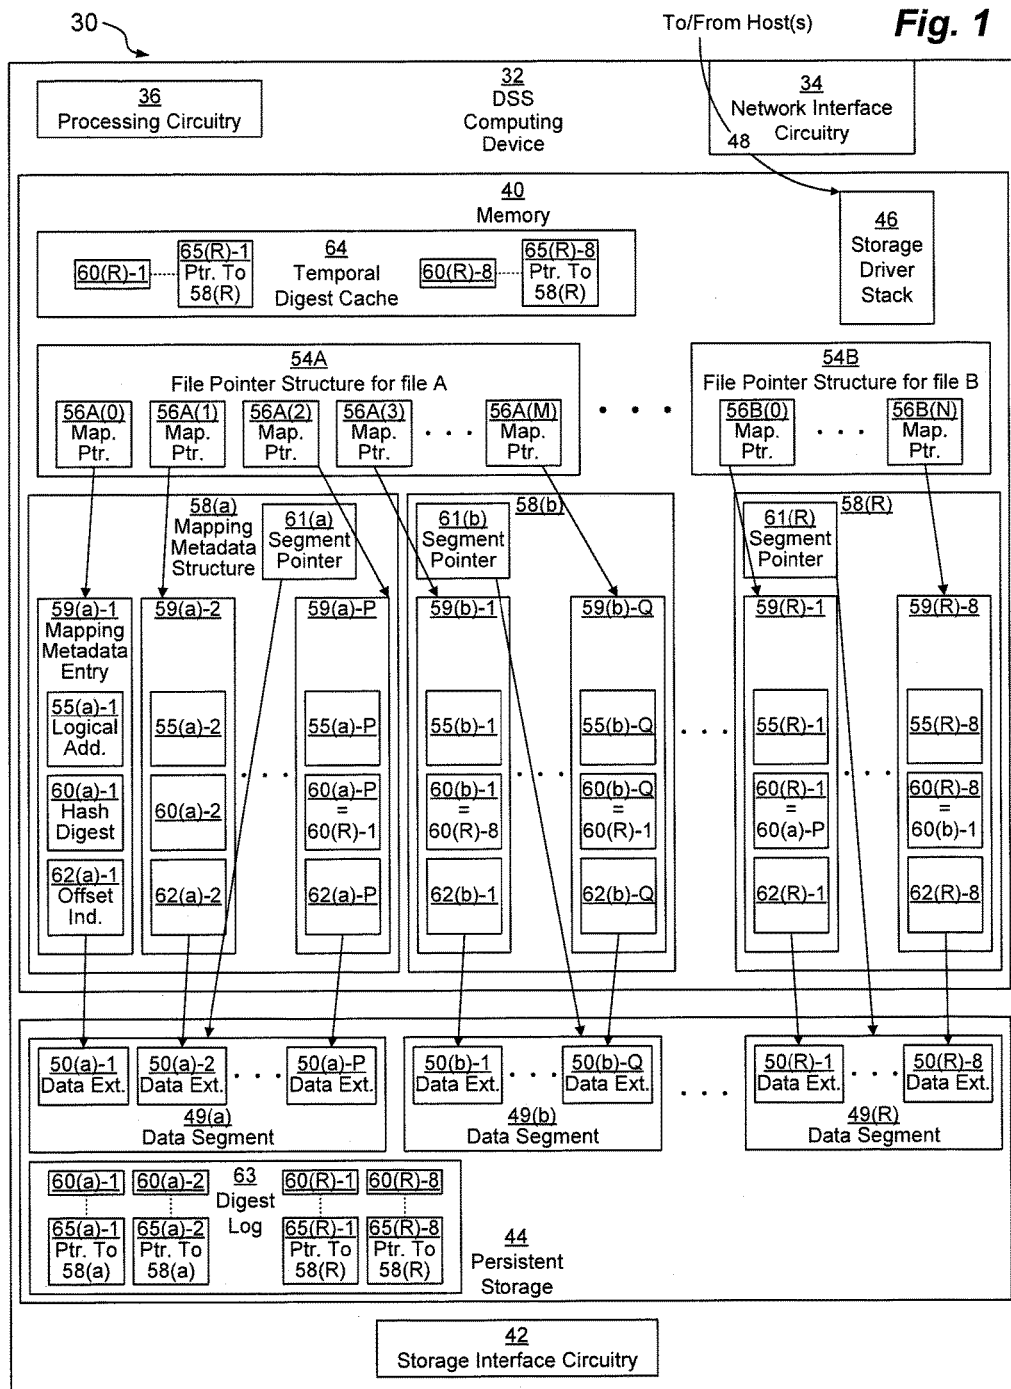 30
To/From Host(s)
Fig. 1
36
Processing Circuitry
32
DSS
Computing
Device
34
Network Interface
Circuitry
48
40
Memory
46
Storage
Driver
Stack
60(R)-1
65(R)-1
Ptr. To
58(R)
64
Temporal
Digest Cache
60(R)-8
65(R)-8
Ptr. To
58(R)
54A
File Pointer Structure for file A
56A(0)
Map.
Ptr.
56A(1)
Map.
Ptr.
56A(2)
Map.
Ptr.
56A(3)
Map.
Ptr.
. . .
56A(M)
Map.
Ptr.
• • •
54B
File Pointer Structure for file B
56B(0)
Map.
Ptr.
. . .
56B(N)
Map.
Ptr.
58(a)
Mapping
Metadata
Structure
61(a)
Segment
Pointer
58(b)
61(b)
Segment
Pointer
58(R)
61(R)
Segment
Pointer
59(a)-1
Mapping
Metadata
Entry
55(a)-1
Logical
Add.
60(a)-1
Hash
Digest
62(a)-1
Offset
Ind.
59(a)-2
55(a)-2
60(a)-2
62(a)-2
. . .
59(a)-P
55(a)-P
60(a)-P
=
60(R)-1
62(a)-P
59(b)-1
55(b)-1
60(b)-1
=
60(R)-8
62(b)-1
. . .
59(b)-Q
55(b)-Q
60(b)-Q
=
60(R)-1
62(b)-Q
. . .
59(R)-1
55(R)-1
60(R)-1
=
60(a)-P
62(R)-1
. . .
59(R)-8
55(R)-8
60(R)-8
=
60(b)-1
62(R)-8
50(a)-1
Data Ext.
50(a)-2
Data Ext.
. . .
50(a)-P
Data Ext.
49(a)
Data Segment
50(b)-1
Data Ext.
. . .
50(b)-Q
Data Ext.
49(b)
Data Segment
. . .
50(R)-1
Data Ext.
. . .
50(R)-8
Data Ext.
49(R)
Data Segment
60(a)-1
65(a)-1
Ptr. To
58(a)
60(a)-2
65(a)-2
Ptr. To
58(a)
63
Digest
Log
60(R)-1
65(R)-1
Ptr. To
58(R)
60(R)-8
65(R)-8
Ptr. To
58(R)
44
Persistent
Storage
42
Storage Interface Circuitry